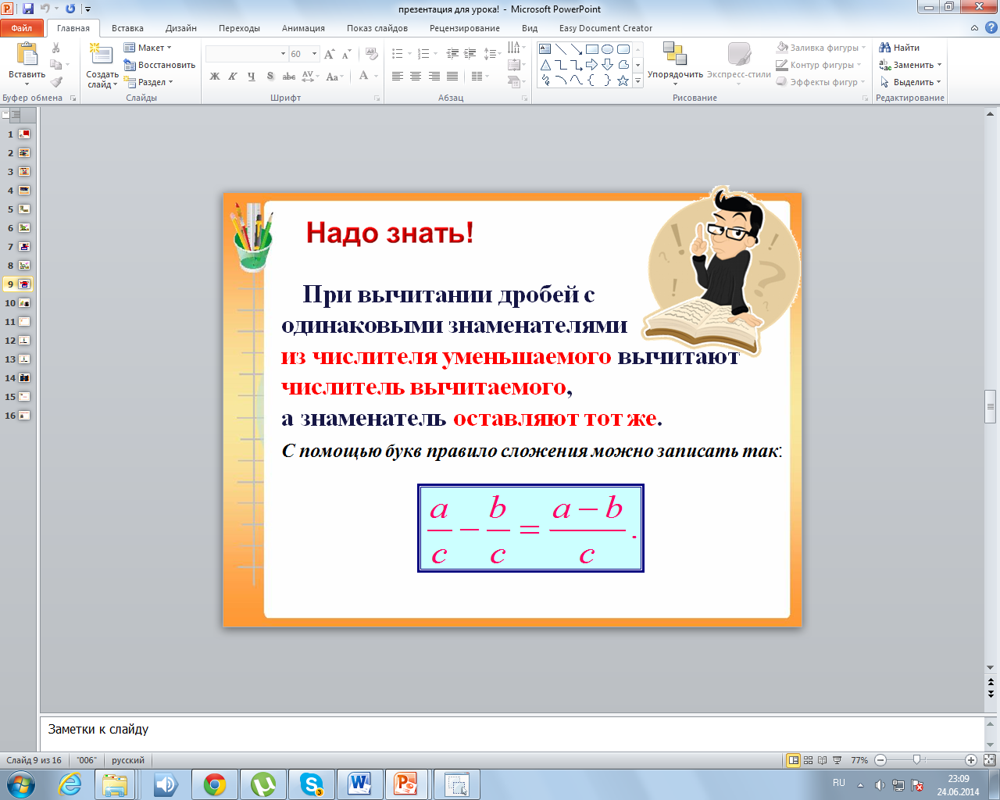 презентация для урока! - Microsoft PowerPoint
Файл Главная Вставка Дизайн Переходы Анимация Показ слайдов Рецензирование Вид Easy Document Creator
Вставить
Создать слайд
Макет
Восстановить
Раздел
60
Ж К Ч S abc AV Aa A
Упорядочить
Экспресс-стили
Заливка фигуры
Контур фигуры
Эффекты фигур
Найти
Заменить
Выделить
Буфер обмена Слайды Шрифт Абзац Рисование Редактирование
1
2
3
4
5
6
7
8
9
10
11
12
13
14
15
16
Надо знать!
При вычитании дробей с
одинаковыми знаменателями
из числителя уменьшаемого вычитают
числитель вычитаемого,
а знаменатель оставляют тот же.
С помощью букв правило сложения можно записать так:
a/c − b/c = (a − b)/c.
Заметки к слайду
Слайд 9 из 16 "006" русский 77%
RU 23:09
24.06.2014